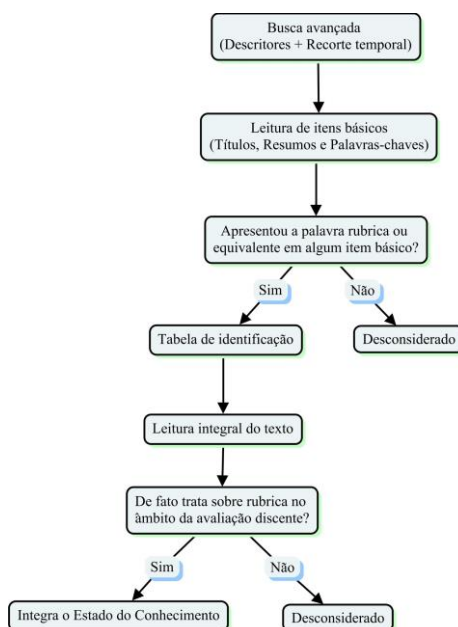 Busca avançada
(Descritores + Recorte temporal)
Leitura de itens básicos
(Títulos, Resumos e Palavras-chaves)
Apresentou a palavra rubrica ou
equivalente em algum item básico?
Sim
Não
Tabela de identificação
Desconsiderado
Leitura integral do texto
De fato trata sobre rubrica no
âmbito da avaliação discente?
Sim
Não
Integra o Estado do Conhecimento
Desconsiderado